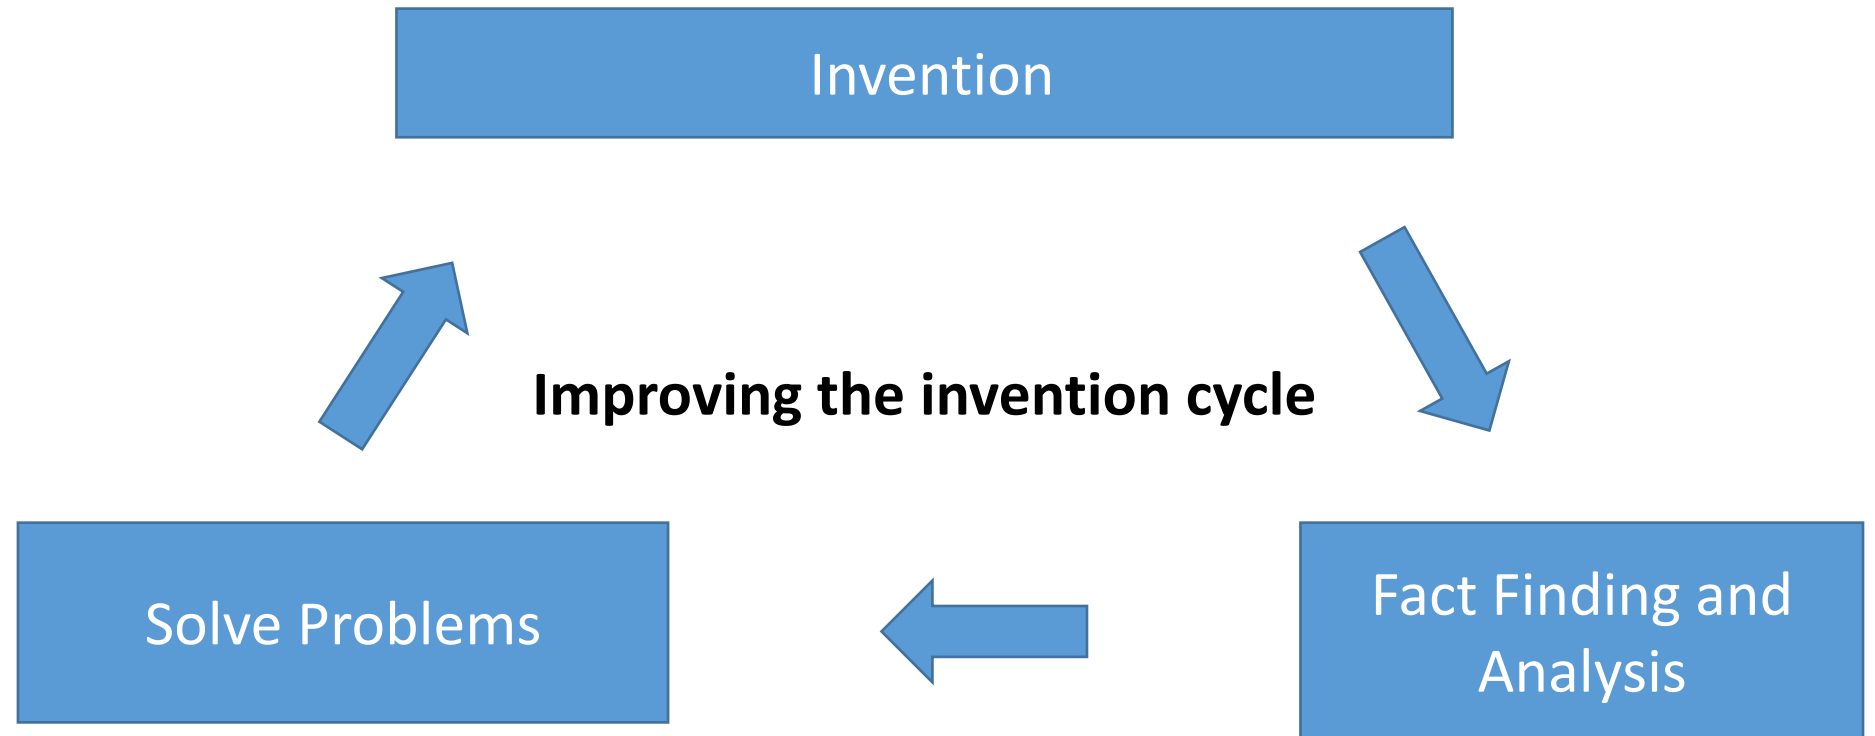 Invention
Improving the invention cycle
Solve Problems
Fact Finding and
Analysis